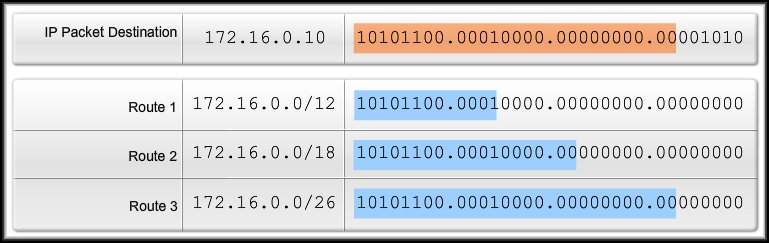 IP Packet Destination 172.16.0.10 10101100.00010000.00000000.00001010
Route 1 172.16.0.0/12 10101100.00010000.00000000.00000000
Route 2 172.16.0.0/18 10101100.00010000.00000000.00000000
Route 3 172.16.0.0/26 10101100.00010000.00000000.00000000